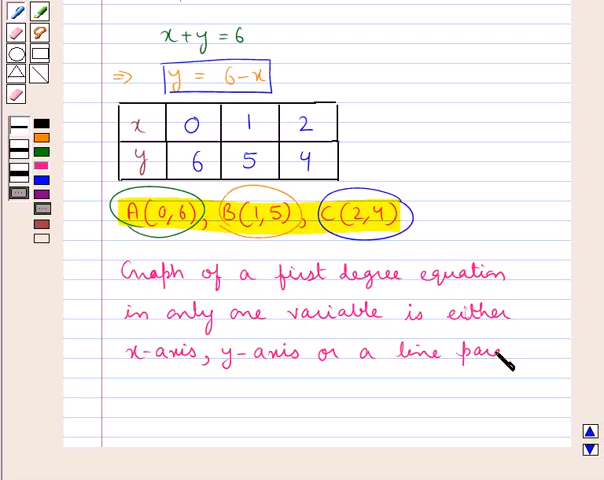 x + y = 6
⇒ y = 6 - x
x 0 1 2
y 6 5 4
A(0,6), B(1,5), C(2,4)
Graph of a first degree equation
in only one variable is either
x-axis, y-axis or a line para